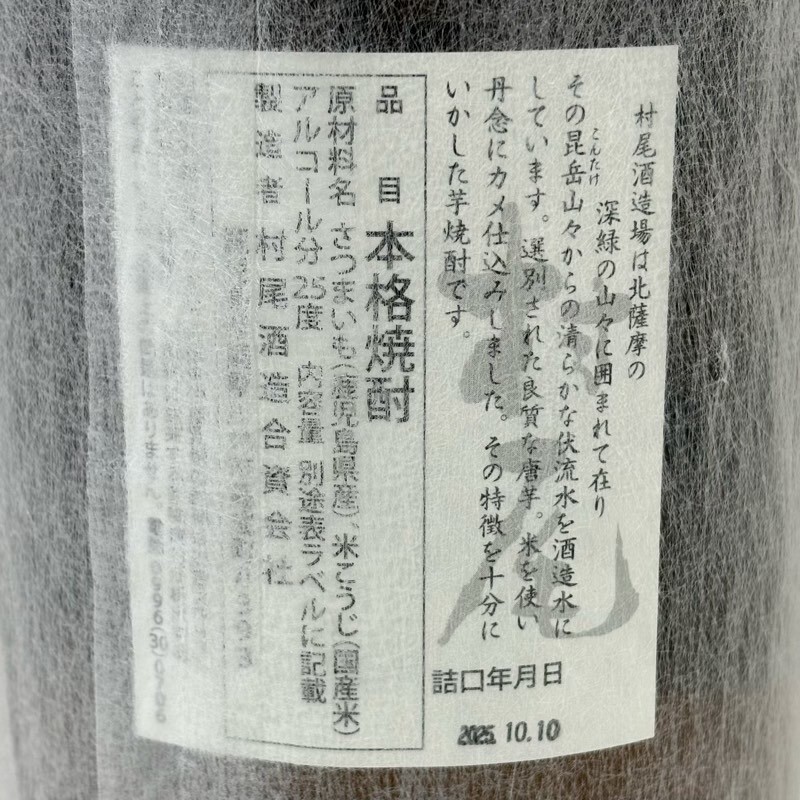 村尾酒造場は北薩摩の
深緑の山々に囲まれて在り
その昆岳山々からの清らかな伏流水を酒造水に
こんたけ
しています。選別された良質な唐芋。米を使い
丹念にカメ仕込みしました。その特徴を十分に
いかした芋焼酎です。
村尾
詰口年月日
2025.10.10
品目 本格焼酎
原材料名 さつまいも(鹿児島県産)、米こうじ(国産米)
アルコール分25度 内容量 別途表ラベルに記載
製造者 村尾酒造合資会社